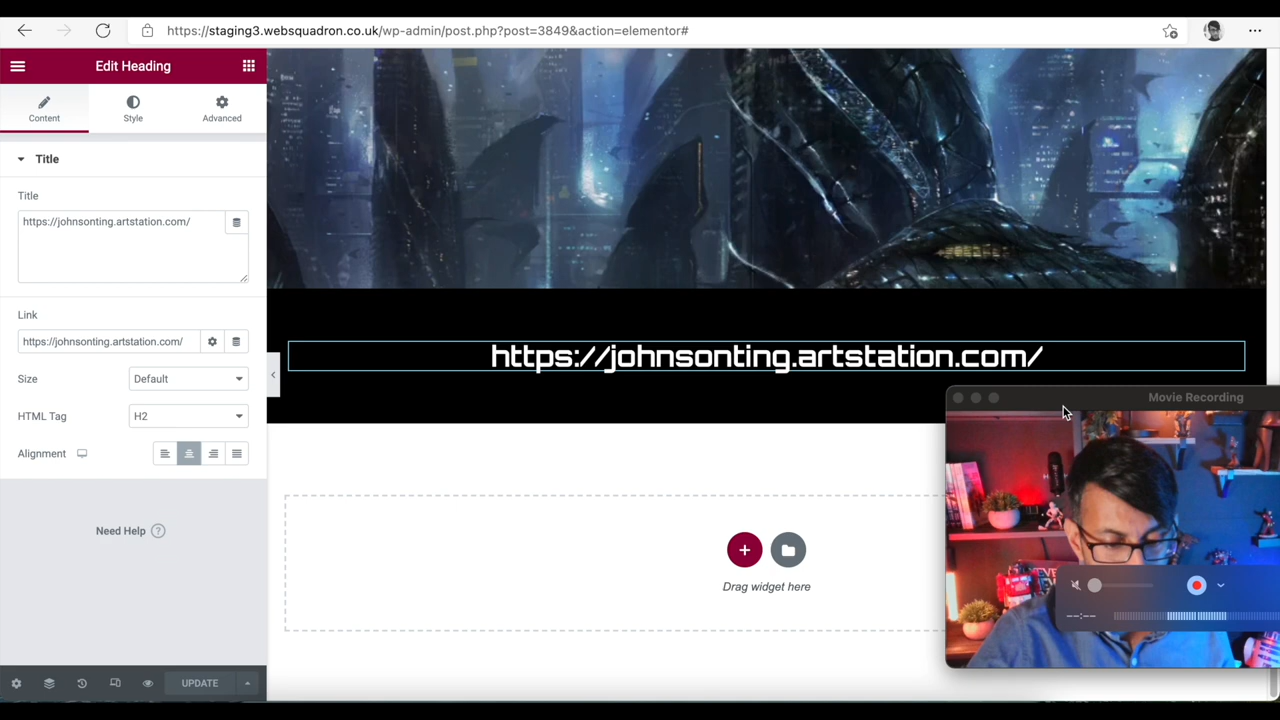 https://staging3.websquadron.co.uk/wp-admin/post.php?post=3849&action=elementor#
Edit Heading
Content
Style
Advanced
Title
Title
https://johnsonting.artstation.com/
Link
https://johnsonting.artstation.com/
Size
Default
HTML Tag
H2
Alignment
Need Help ?
UPDATE
https://johnsonting.artstation.com/
Drag widget here
Movie Recording
--:--